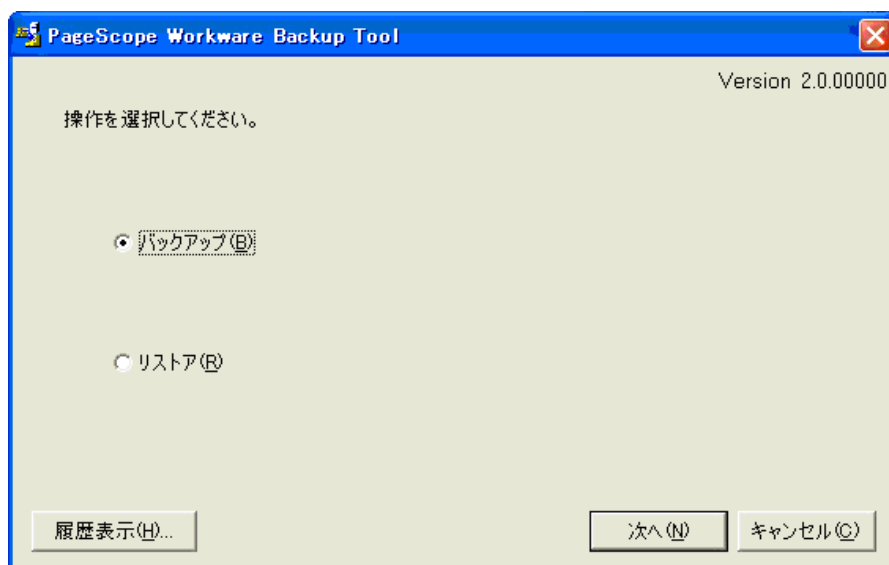 PageScope Workware Backup Tool
Version 2.0.00000
操作を選択してください。
バックアップ(B)
リストア(R)
履歴表示(H)...
次へ(N)
キャンセル(C)